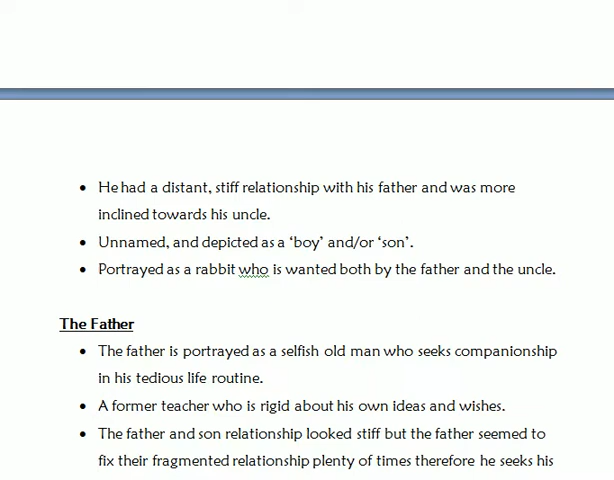 • He had a distant, stiff relationship with his father and was more
inclined towards his uncle.
• Unnamed, and depicted as a ‘boy’ and/or ‘son’.
• Portrayed as a rabbit who is wanted both by the father and the uncle.
The Father
• The father is portrayed as a selfish old man who seeks companionship
in his tedious life routine.
• A former teacher who is rigid about his own ideas and wishes.
• The father and son relationship looked stiff but the father seemed to
fix their fragmented relationship plenty of times therefore he seeks his